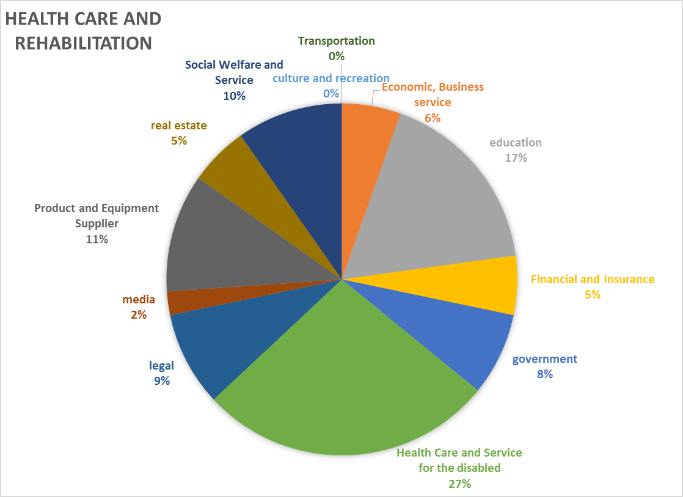 HEALTH CARE AND
REHABILITATION
Transportation
0%
culture and recreation
0%
Economic, Business
service
6%
education
17%
Financial and Insurance
5%
government
8%
Health Care and Service
for the disabled
27%
legal
9%
media
2%
Product and Equipment
Supplier
11%
real estate
5%
Social Welfare and
Service
10%